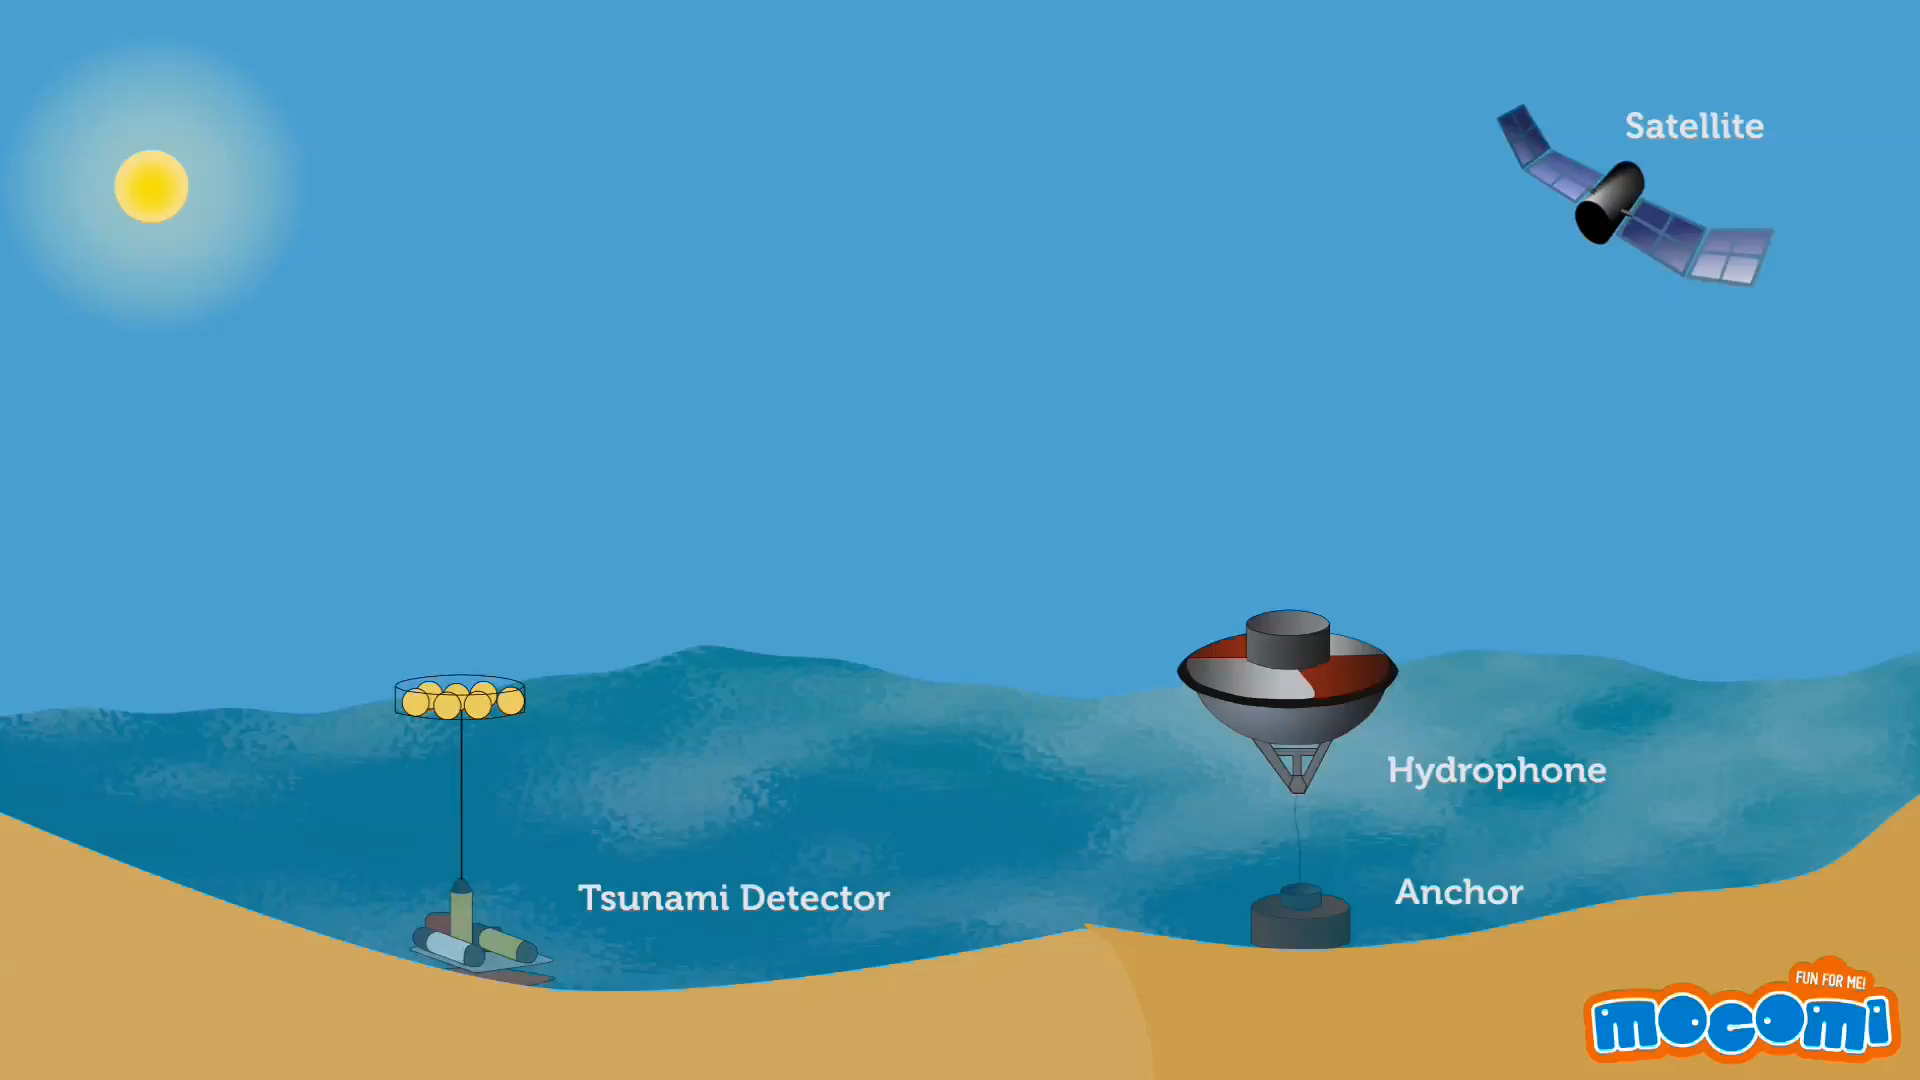 Satellite
Hydrophone
Tsunami Detector
Anchor
FUN FOR ME!
mocomi